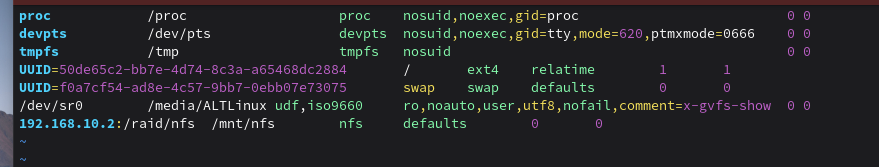 proc /proc proc nosuid,noexec,gid=proc 0 0
devpts /dev/pts devpts nosuid,noexec,gid=tty,mode=620,ptmxmode=0666 0 0
tmpfs /tmp tmpfs nosuid 0 0
UUID=50de65c2-bb7e-4d74-8c3a-a65468dc2884 / ext4 relatime 1 1
UUID=f0a7cf54-ad8e-4c57-9bb7-0ebb07e73075 swap swap defaults 0 0
/dev/sr0 /media/ALTLinux udf,iso9660 ro,noauto,user,utf8,nofail,comment=x-gvfs-show 0 0
192.168.10.2:/raid/nfs /mnt/nfs nfs defaults 0 0
~
~